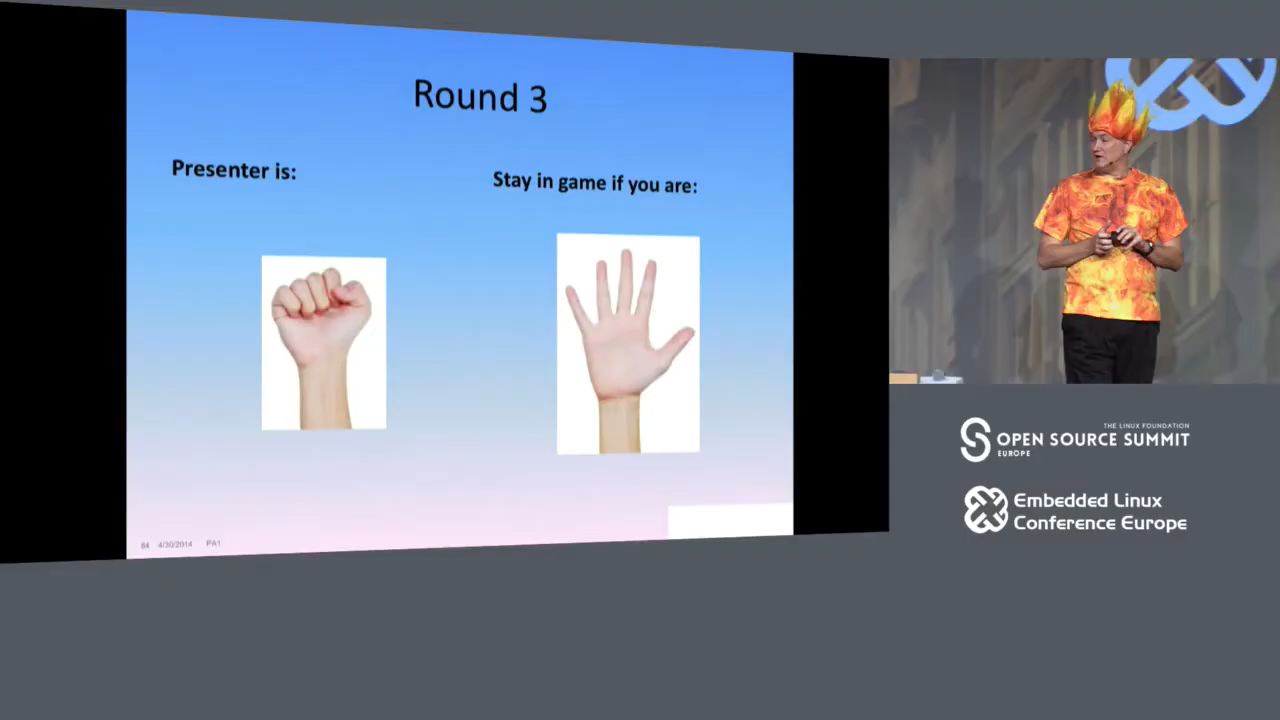 Round 3
Presenter is:
Stay in game if you are:
84 4/30/2014 PA1
THE LINUX FOUNDATION
OPEN SOURCE SUMMIT
EUROPE
Embedded Linux
Conference Europe